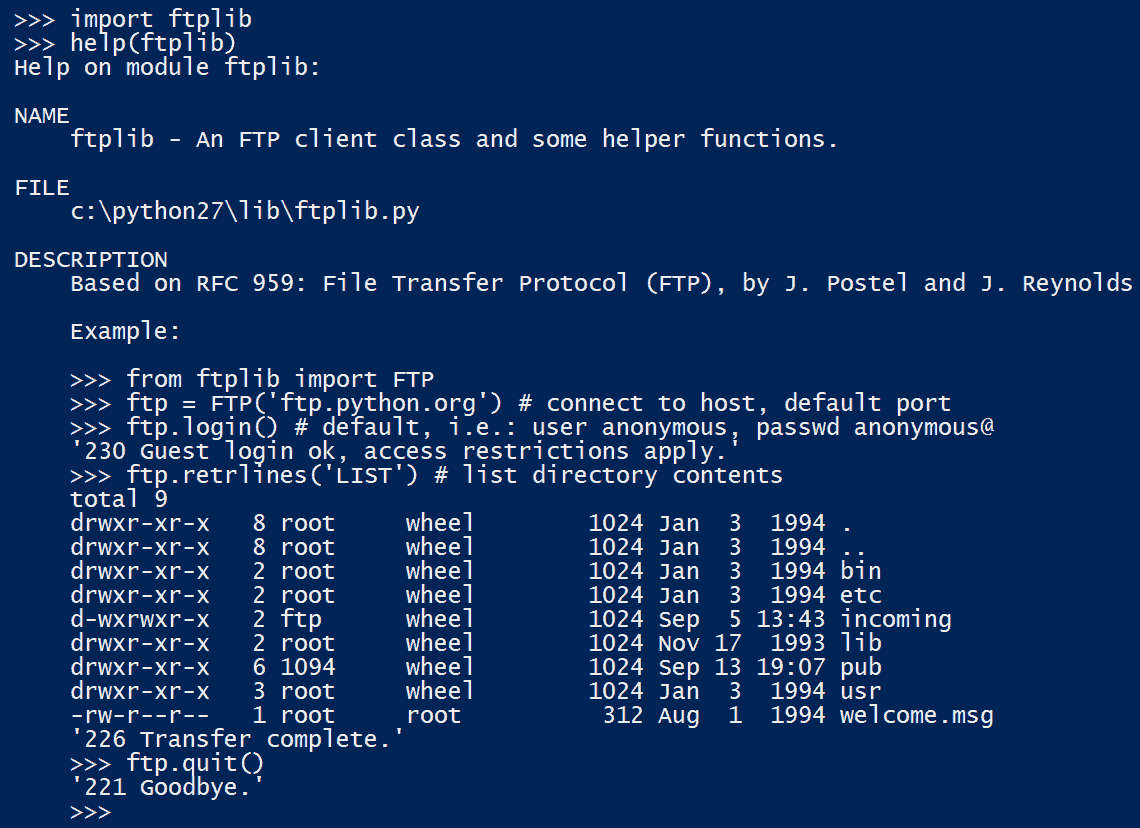 >>> import ftplib
>>> help(ftplib)
Help on module ftplib:

NAME
    ftplib - An FTP client class and some helper functions.

FILE
    c:\python27\lib\ftplib.py

DESCRIPTION
    Based on RFC 959: File Transfer Protocol (FTP), by J. Postel and J. Reynolds

    Example:

    >>> from ftplib import FTP
    >>> ftp = FTP('ftp.python.org') # connect to host, default port
    >>> ftp.login() # default, i.e.: user anonymous, passwd anonymous@
    '230 Guest login ok, access restrictions apply.'
    >>> ftp.retrlines('LIST') # list directory contents
    total 9
    drwxr-xr-x   8 root     wheel        1024 Jan  3  1994 .
    drwxr-xr-x   8 root     wheel        1024 Jan  3  1994 ..
    drwxr-xr-x   2 root     wheel        1024 Jan  3  1994 bin
    drwxr-xr-x   2 root     wheel        1024 Jan  3  1994 etc
    d-wxrwxr-x   2 ftp      wheel        1024 Sep  5 13:43 incoming
    drwxr-xr-x   2 root     wheel        1024 Nov 17  1993 lib
    drwxr-xr-x   6 1094     wheel        1024 Sep 13 19:07 pub
    drwxr-xr-x   3 root     wheel        1024 Jan  3  1994 usr
    -rw-r--r--   1 root     root          312 Aug  1  1994 welcome.msg
    '226 Transfer complete.'
    >>> ftp.quit()
    '221 Goodbye.'
    >>>